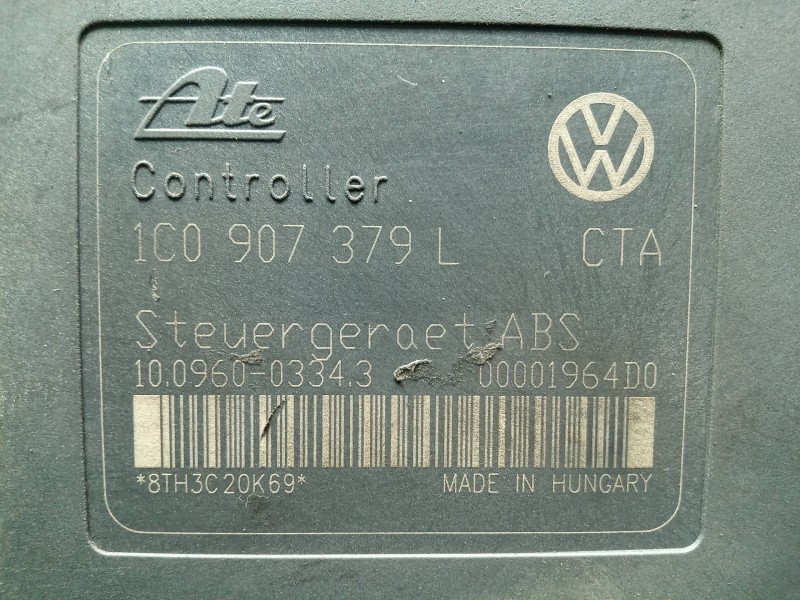 Ate
Controller
1C0 907 379 L CTA
Steuergeraet ABS
10.0960-0334.3 00001964D0
*8TH3C20K69* MADE IN HUNGARY